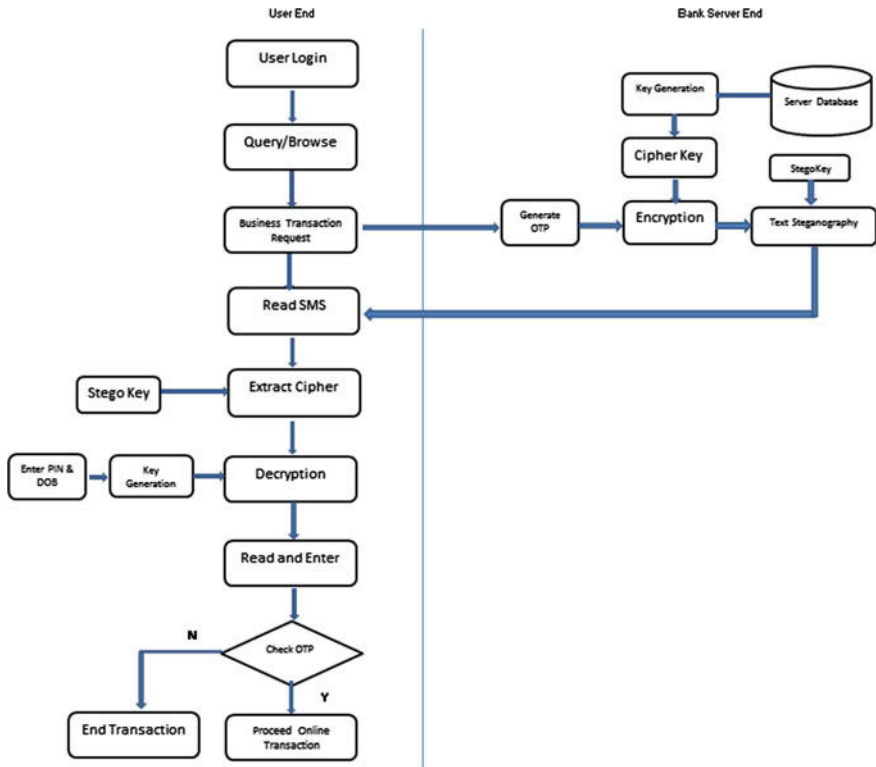 User End
Bank Server End
User Login
Key Generation
Server Database
Query/Browse
Cipher Key
StegoKey
Business Transaction
Request
Generate
OTP
Encryption
Text Steganography
Read SMS
Stego Key
Extract Cipher
Enter PIN &
DOB
Key
Generation
Decryption
Read and Enter
N
Check OTP
Y
End Transaction
Proceed Online
Transaction